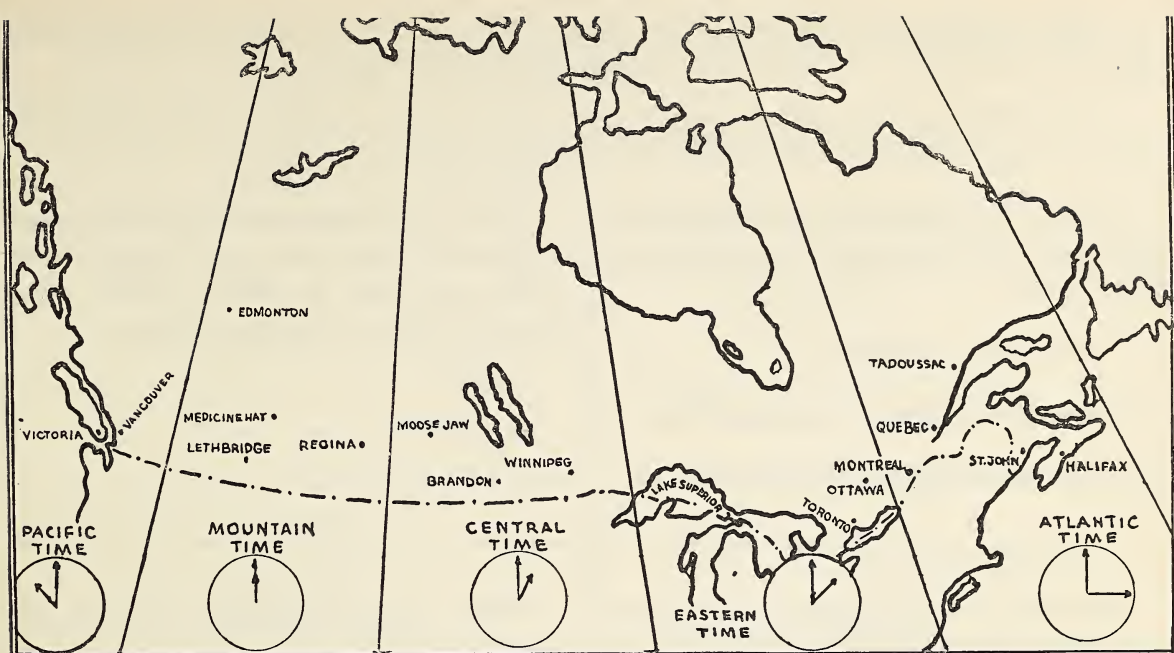 EDMONTON
TADOUSSAC
VANCOUVER
MEDICINE HAT
QUEBEC
VICTORIA
LETHBRIDGE
REGINA
MOOSE JAW
WINNIPEG
MONTREAL
ST. JOHN
HALIFAX
BRANDON
LAKE SUPERIOR
OTTAWA
TORONTO
PACIFIC
TIME
MOUNTAIN
TIME
CENTRAL
TIME
EASTERN
TIME
ATLANTIC
TIME